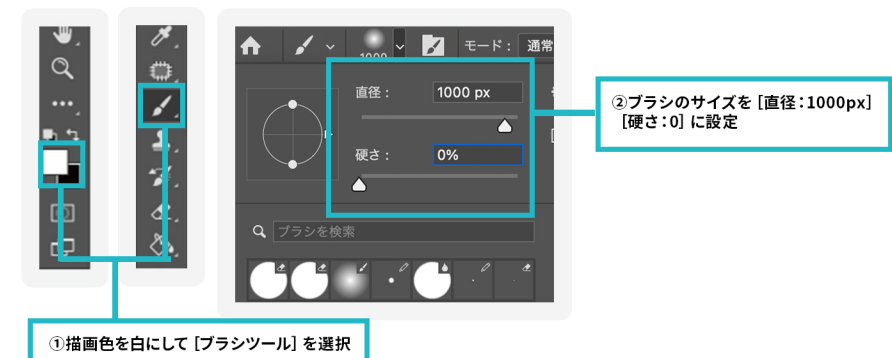 1000
モード：
通常
直径：
1000 px
硬さ：
0%
ブラシを検索
②ブラシのサイズを［直径：1000px］
［硬さ：0］に設定
①描画色を白にして［ブラシツール］を選択